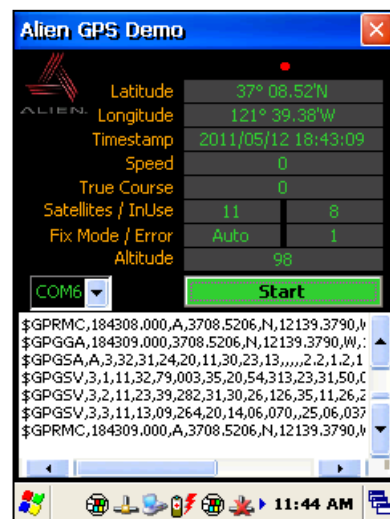 Alien GPS Demo
ALIEN.
Latitude 37° 08.52'N
Longitude 121° 39.38'W
Timestamp 2011/05/12 18:43:09
Speed 0
True Course 0
Satellites / InUse 11 8
Fix Mode / Error Auto 1
Altitude 98
COM6 Start
$GPRMC,184308.000,A,3708.5206,N,12139.3790,W
$GPGGA,184309.000,3708.5206,N,12139.3790,W,
$GPGSA,A,3,32,31,24,20,11,30,23,13,,,,,2.2,1.2,1
$GPGSV,3,1,11,32,79,003,35,20,54,313,23,31,50,0
$GPGSV,3,2,11,23,39,282,31,30,26,126,35,11,26,2
$GPGSV,3,3,11,13,09,264,20,14,06,070,,25,06,037
$GPRMC,184309.000,A,3708.5206,N,12139.3790,W
11:44 AM